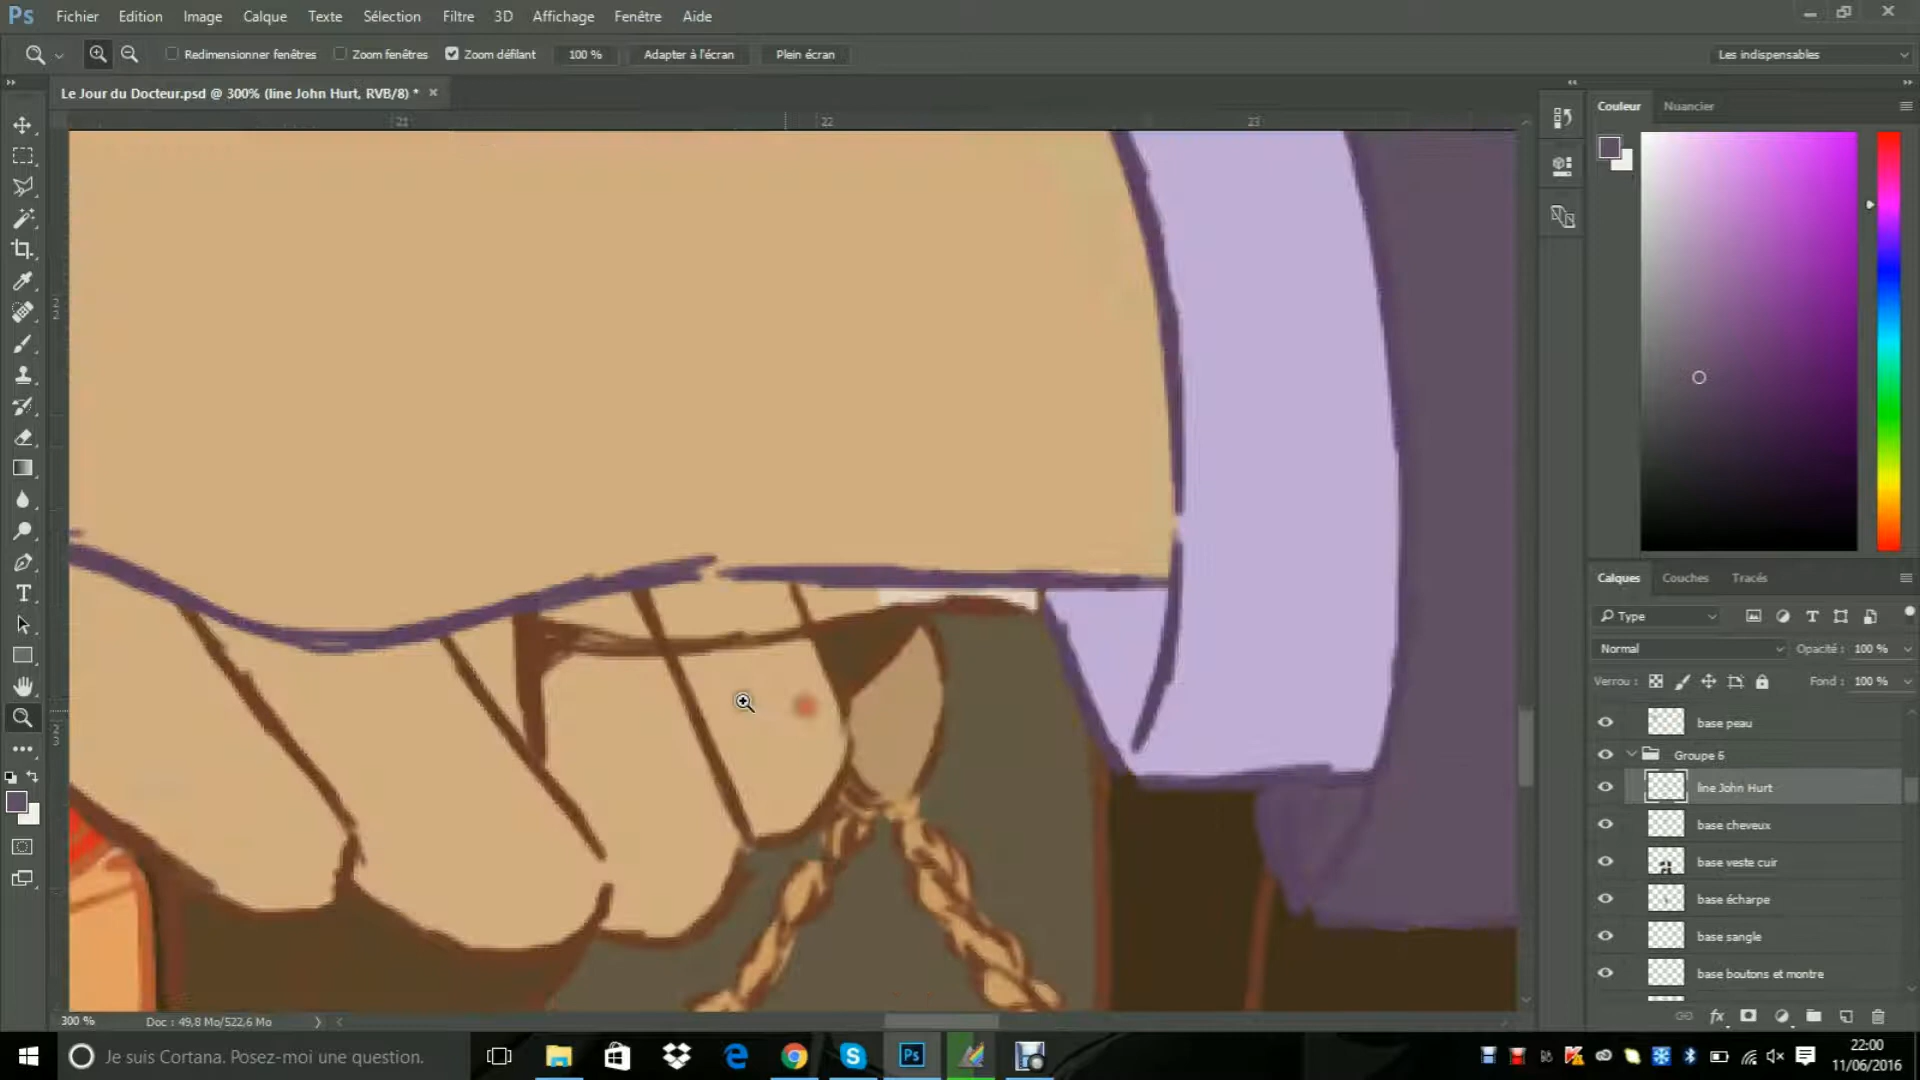 Ps Fichier Edition Image Calque Texte Sélection Filtre 3D Affichage Fenêtre Aide
Redimensionner fenêtres Zoom fenêtres Zoom défilant 100 % Adapter à l'écran Plein écran Les indispensables
Le Jour du Docteur.psd @ 300% (line John Hurt, RVB/8) * ×
Couleur Nuancier
21 22 23
Calques Couches Tracés
Type
Normal Opacité : 100 %
Verrou : Fond : 100 %
base peau
Groupe 6
line John Hurt
base cheveux
base veste cuir
base écharpe
base sangle
base boutons et montre
300 % Doc : 49,8 Mo/522,6 Mo
Je suis Cortana. Posez-moi une question.
22:00
11/06/2016